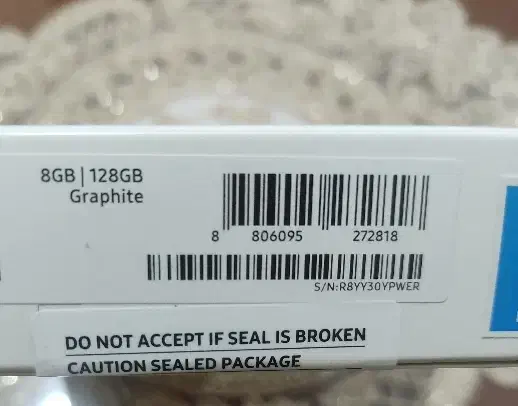 8GB | 128GB
Graphite
8 806095 272818
S/N:R8YY30YPWER
DO NOT ACCEPT IF SEAL IS BROKEN
CAUTION SEALED PACKAGE